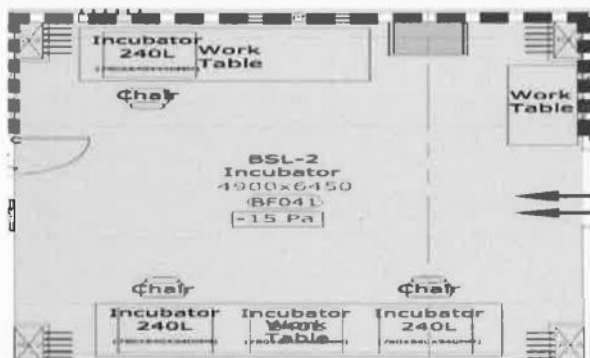 Incubator
240L
Work
Table
Chair
Work
Table
BSL-2
Incubator
4900x6450
BF041
-15 Pa
Chair
Chair
Incubator
240L
Incubator
Work
Table
Incubator
240L